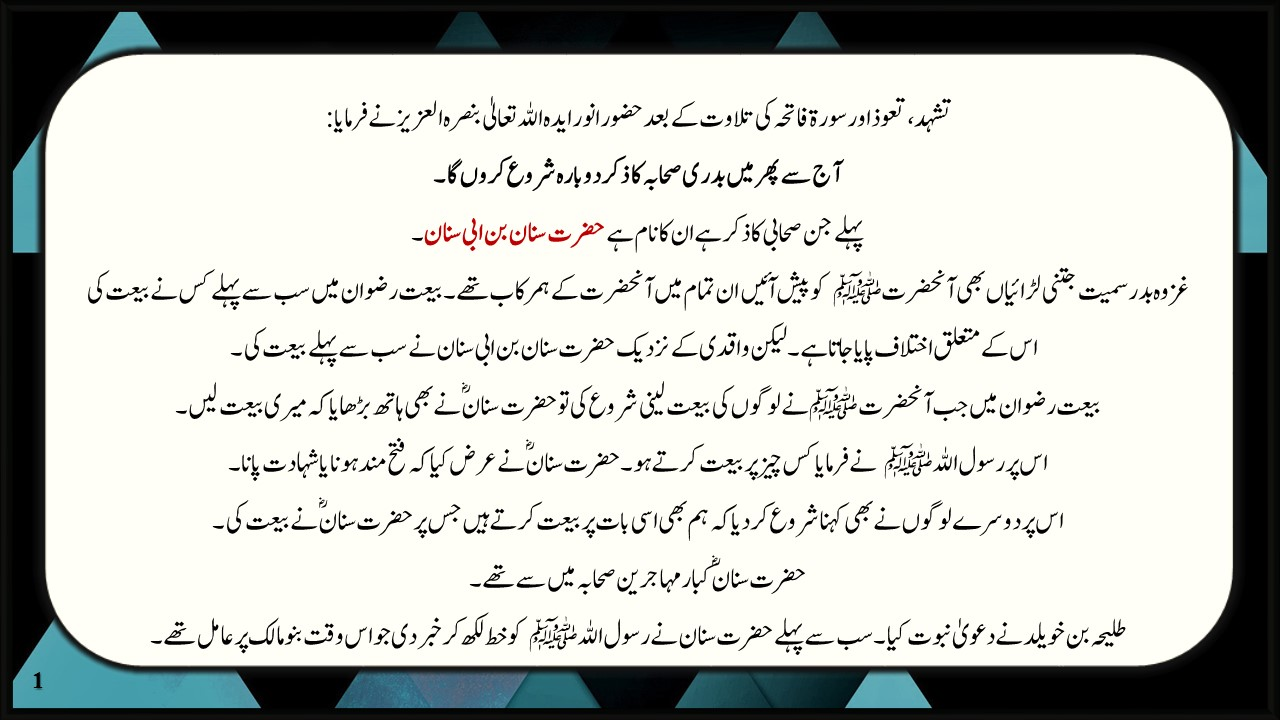 تشہد، تعوذ اور سورۃ فاتحہ کی تلاوت کے بعد حضور انور ایدہ اللہ تعالیٰ بنصرہ العزیز نے فرمایا:
آج سے پھر میں بدری صحابہ کا ذکر دوبارہ شروع کروں گا۔
پہلے جن صحابی کا ذکر ہے ان کا نام ہے حضرت سنان بن ابی سنان۔
غزوہ بدر سمیت جتنی لڑائیاں بھی آنحضرت ﷺ کو پیش آئیں ان تمام میں آنحضرت کے ہمرکاب تھے۔ بیعت رضوان میں سب سے پہلے کس نے بیعت کی
اس کے متعلق اختلاف پایا جاتا ہے۔ لیکن واقدی کے نزدیک حضرت سنان بن ابی سنان نے سب سے پہلے بیعت کی۔
بیعت رضوان میں جب آنحضرت ﷺ نے لوگوں کی بیعت لینی شروع کی تو حضرت سنانؓ نے بھی ہاتھ بڑھایا کہ میری بیعت لیں۔
اس پر رسول اللہ ﷺ نے فرمایا کس چیز پر بیعت کرتے ہو۔ حضرت سنانؓ نے عرض کیا کہ فتح مند ہونا یا شہادت پانا۔
اس پر دوسرے لوگوں نے بھی کہنا شروع کر دیا کہ ہم بھی اسی بات پر بیعت کرتے ہیں جس پر حضرت سنانؓ نے بیعت کی۔
حضرت سنانؓ کبار مہاجرین صحابہ میں سے تھے۔
طلیحہ بن خویلد نے دعویٰ نبوت کیا۔ سب سے پہلے حضرت سنان نے رسول اللہ ﷺ کو خط لکھ کر خبر دی جو اس وقت بنو مالک پر عامل تھے۔
1